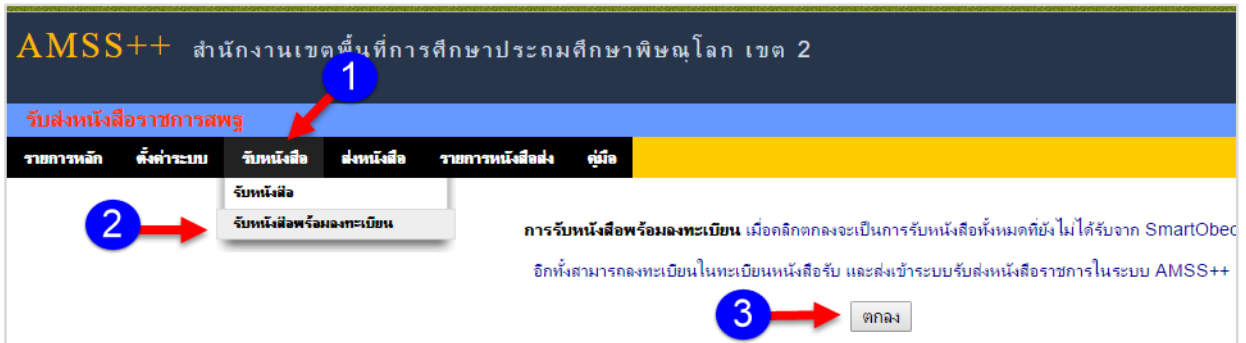 AMSS++ สำนักงานเขตพื้นที่การศึกษาประถมศึกษาพิษณุโลก เขต 2
1
รับส่งหนังสือราชการสพฐ
รายการหลัก ตั้งค่าระบบ รับหนังสือ ส่งหนังสือ รายการหนังสือส่ง คู่มือ
รับหนังสือ
2 รับหนังสือพร้อมลงทะเบียน
การรับหนังสือพร้อมลงทะเบียน เมื่อคลิกตกลงจะเป็นการรับหนังสือทั้งหมดที่ยังไม่ได้รับจาก SmartObec
อีกทั้งสามารถลงทะเบียนในทะเบียนหนังสือรับ และส่งเข้าระบบรับส่งหนังสือราชการในระบบ AMSS++
3 ตกลง